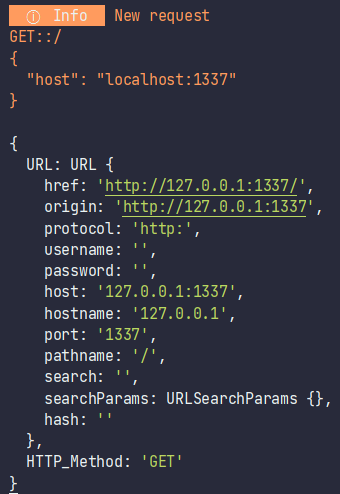 ⓘ Info New request
GET::/
{
  "host": "localhost:1337"
}

{
  URL: URL {
    href: 'http://127.0.0.1:1337/',
    origin: 'http://127.0.0.1:1337',
    protocol: 'http:',
    username: '',
    password: '',
    host: '127.0.0.1:1337',
    hostname: '127.0.0.1',
    port: '1337',
    pathname: '/',
    search: '',
    searchParams: URLSearchParams {},
    hash: ''
  },
  HTTP_Method: 'GET'
}